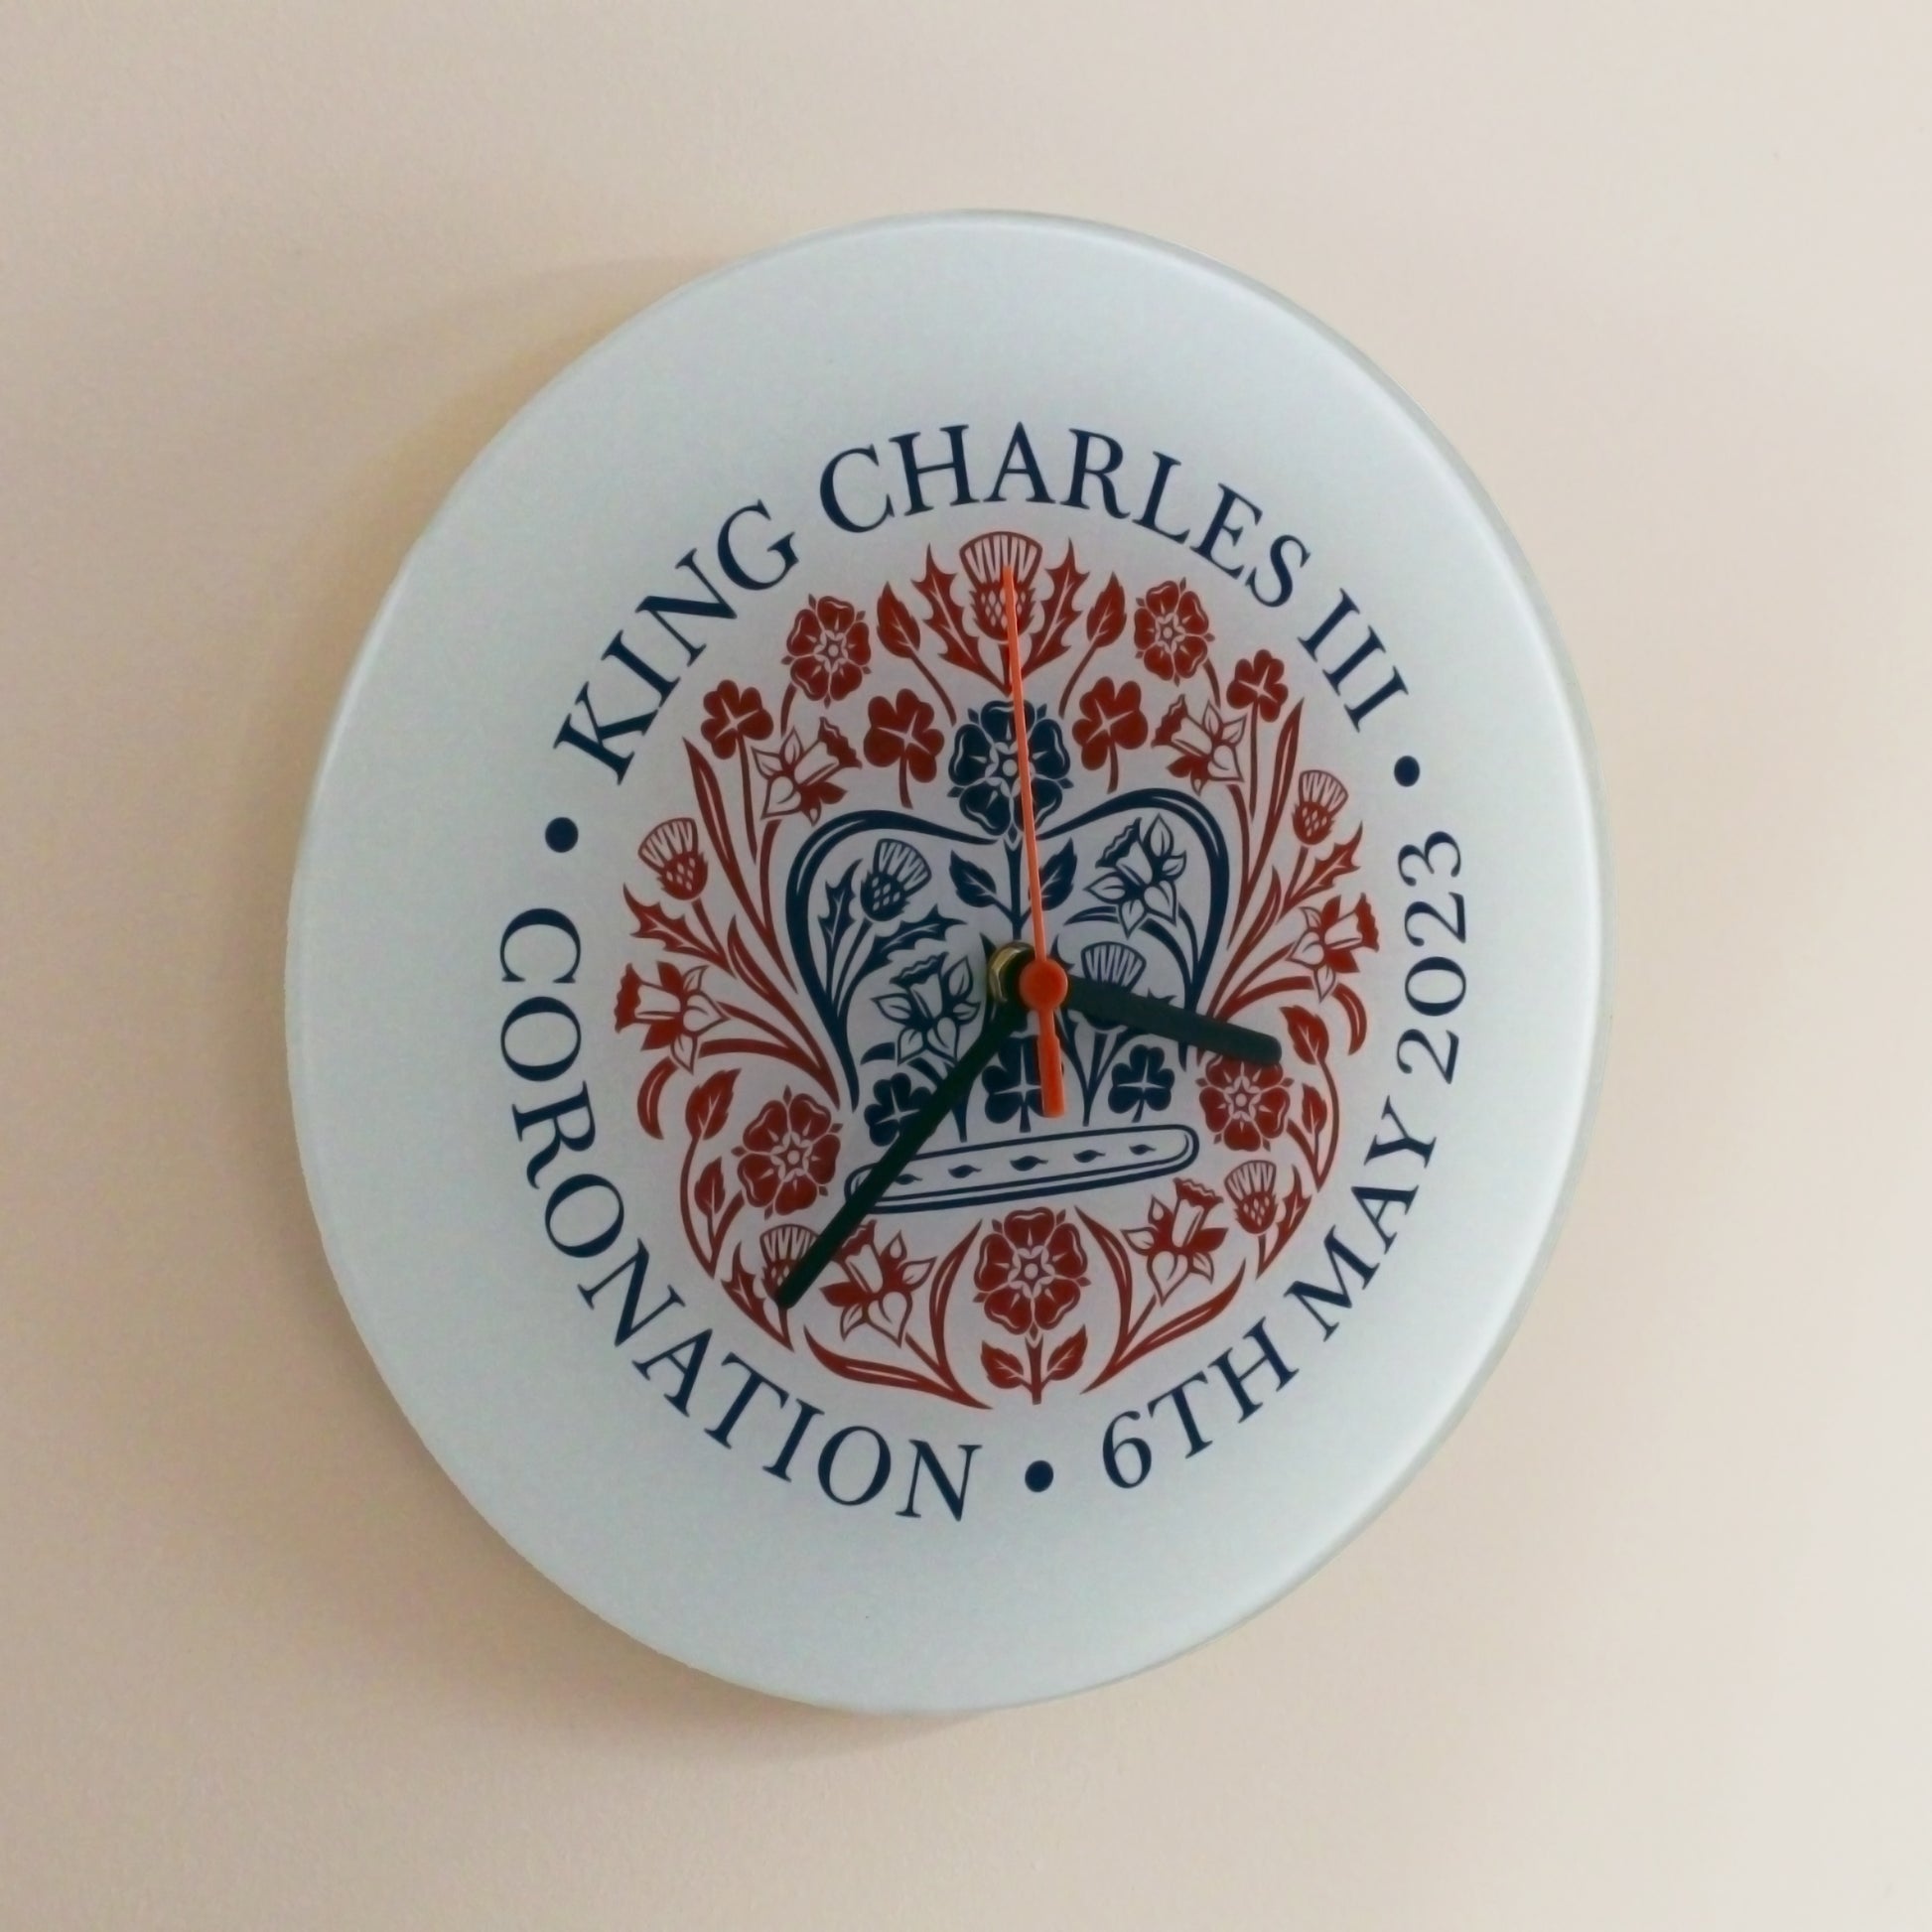 KING CHARLES III
• CORONATION • 6TH MAY 2023 •